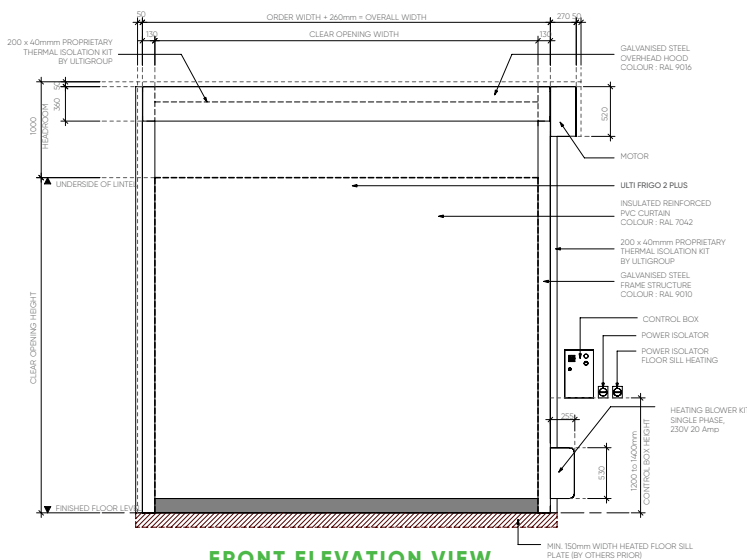 50
ORDER WIDTH + 260mm = OVERALL WIDTH
270
50
130
CLEAR OPENING WIDTH
130
200 x 40mmm PROPRIETARY
THERMAL ISOLATION KIT
BY ULTIGROUP
GALVANISED STEEL
OVERHEAD HOOD
COLOUR : RAL 9016
50
360
1000
HEADROOM
520
MOTOR
UNDERSIDE OF LINTEL
ULTI FRIGO 2 PLUS
INSULATED REINFORCED
PVC CURTAIN
COLOUR : RAL 7042
200 x 40mmm PROPRIETARY
THERMAL ISOLATION KIT
BY ULTIGROUP
GALVANISED STEEL
FRAME STRUCTURE
COLOUR : RAL 9010
CLEAR OPENING HEIGHT
CONTROL BOX
POWER ISOLATOR
POWER ISOLATOR
FLOOR SILL HEATING
255
HEATING BLOWER KIT
SINGLE PHASE,
230V 20 Amp
530
1200 to 1400mm
CONTROL BOX HEIGHT
FINISHED FLOOR LEVEL
MIN. 150mm WIDTH HEATED FLOOR SILL
PLATE (BY OTHERS PRIOR)
FRONT ELEVATION VIEW